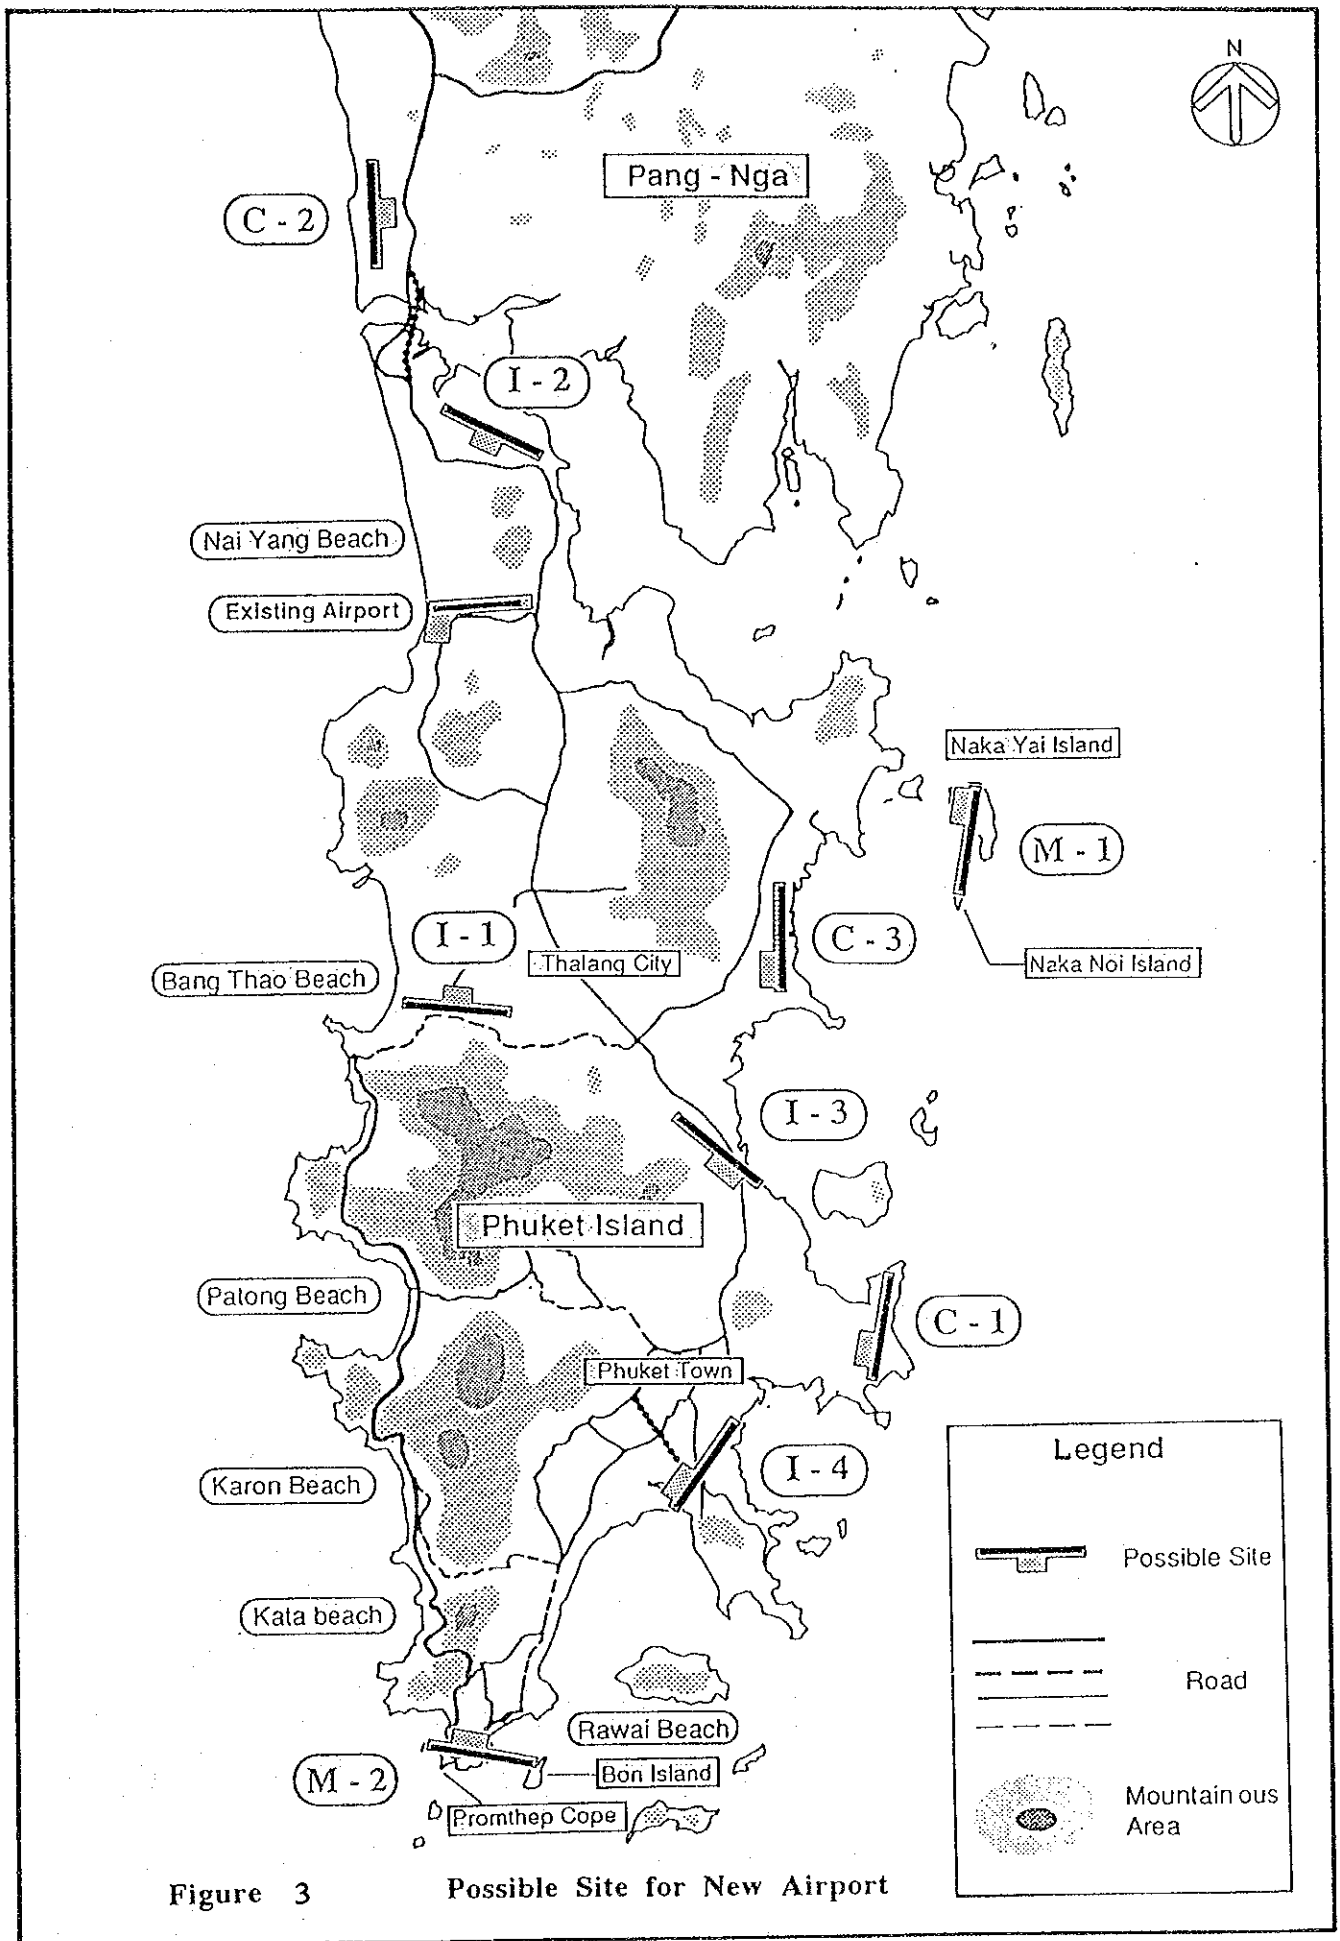 N
Pang - Nga
C - 2
I - 2
Nai Yang Beach
Existing Airport
Naka Yai Island
M - 1
I - 1
C - 3
Thalang City
Naka Noi Island
Bang Thao Beach
I - 3
Phuket Island
Patong Beach
C - 1
Phuket Town
Legend
I - 4
Karon Beach
Possible Site
Kata beach
Road
Rawai Beach
M - 2
Bon Island
Promthep Cope
Mountain ous
Area
Figure 3 Possible Site for New Airport